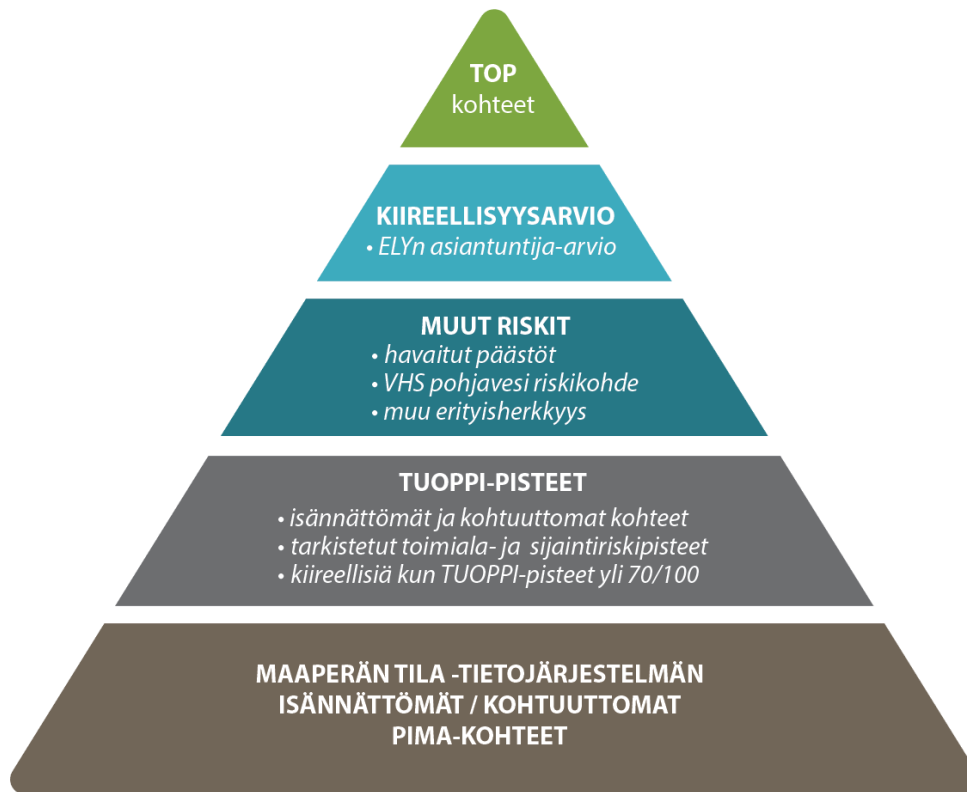 TOP
kohteet
KIIREELLISYYSARVIO
• ELYn asiantuntija-arvio
MUUT RISKIT
• havaitut päästöt
• VHS pohjavesi riskikohde
• muu erityisherkkyys
TUOPPI-PISTEET
• isännättömät ja kohtuuttomat kohteet
• tarkistetut toimiala- ja sijaintiriskipisteet
• kiireellisiä kun TUOPPI-pisteet yli 70/100
MAAPERÄN TILA -TIETOJÄRJESTELMÄN
ISÄNNÄTTÖMÄT / KOHTUUTTOMAT
PIMA-KOHTEET